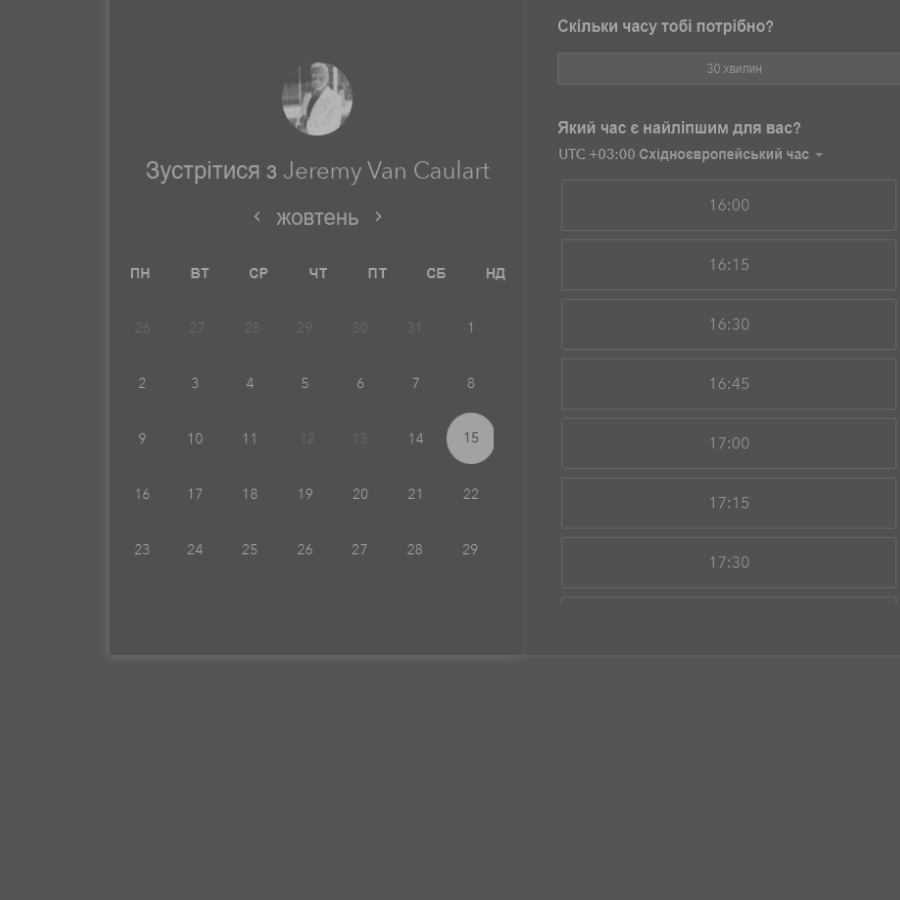 Зустрітися з Jeremy Van Caulart
жовтень
ПН ВТ СР ЧТ ПТ СБ НД
26 27 28 29 30 31 1
2 3 4 5 6 7 8
9 10 11 12 13 14 15
16 17 18 19 20 21 22
23 24 25 26 27 28 29
Скільки часу тобі потрібно?
30 хвилин
Який час є найліпшим для вас?
UTC +03:00 Східноєвропейський час
16:00
16:15
16:30
16:45
17:00
17:15
17:30